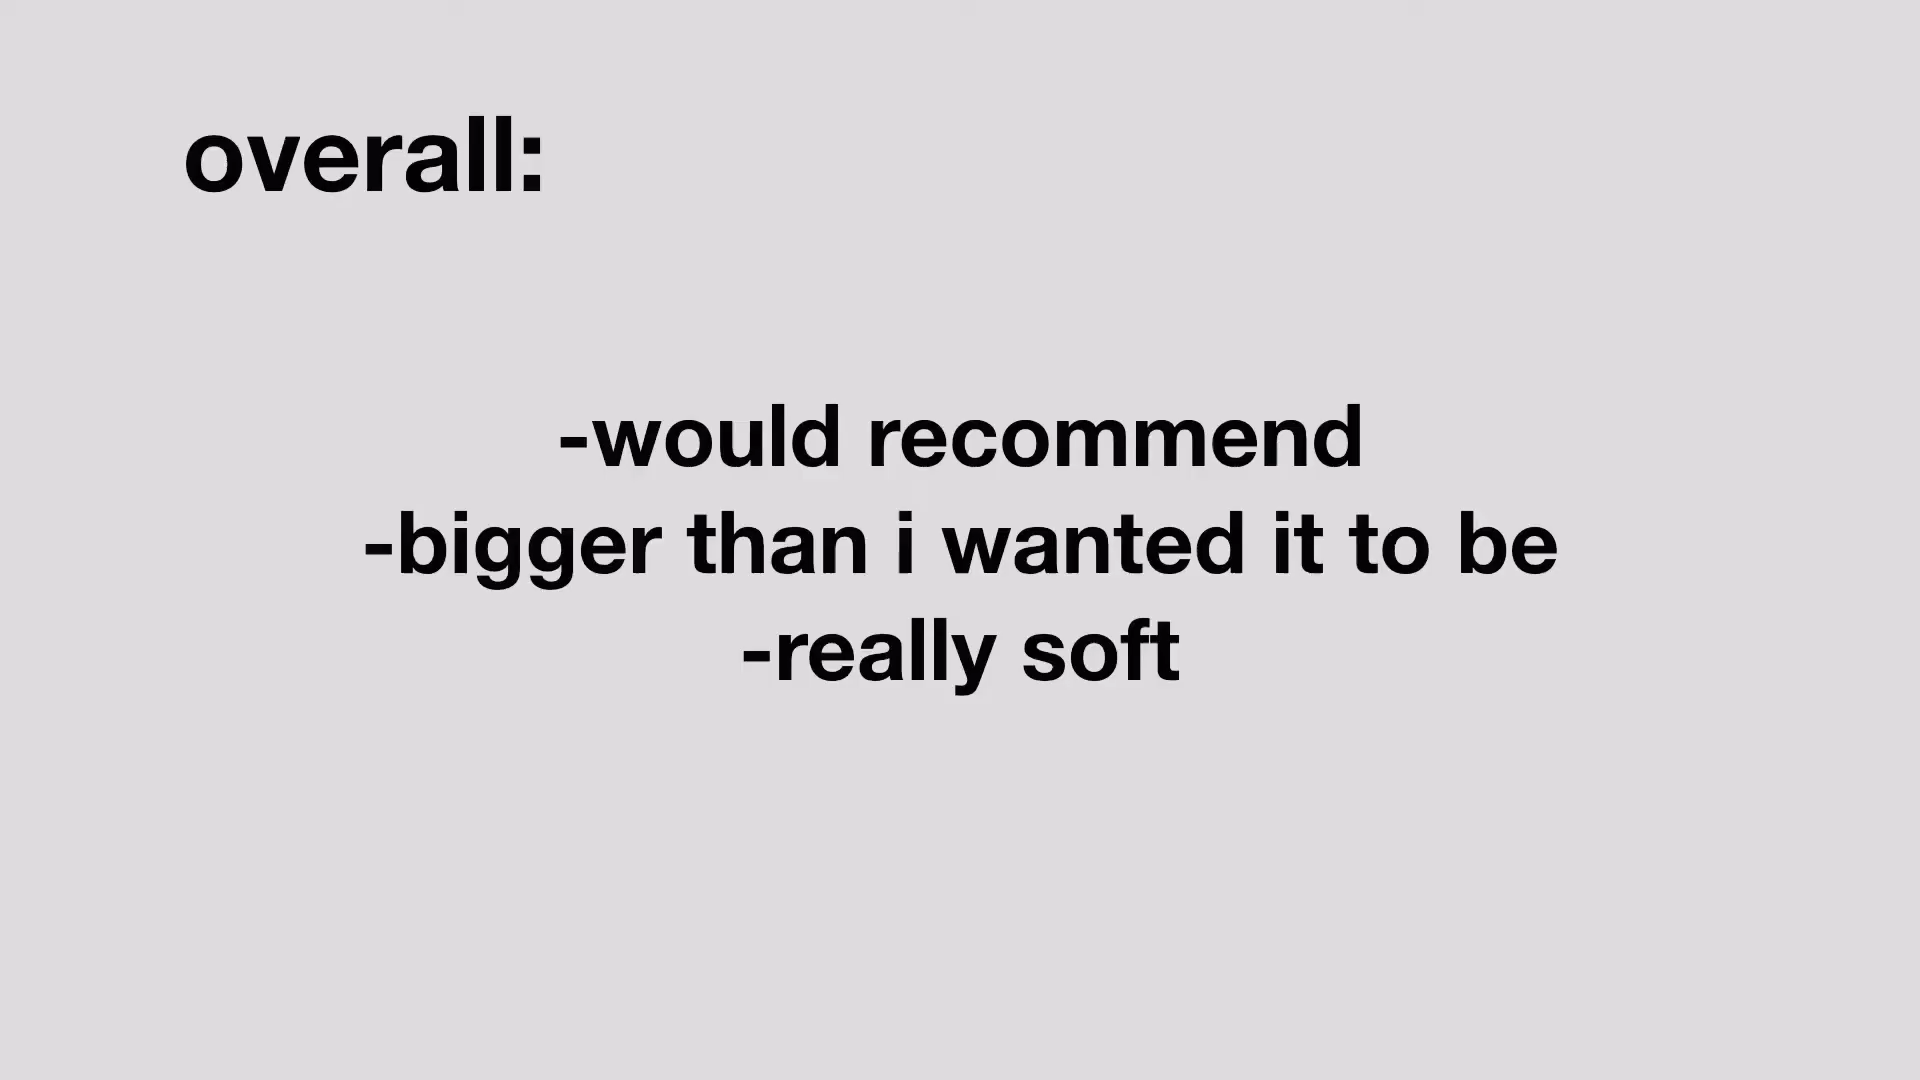 overall:
-would recommend
-bigger than i wanted it to be
-really soft